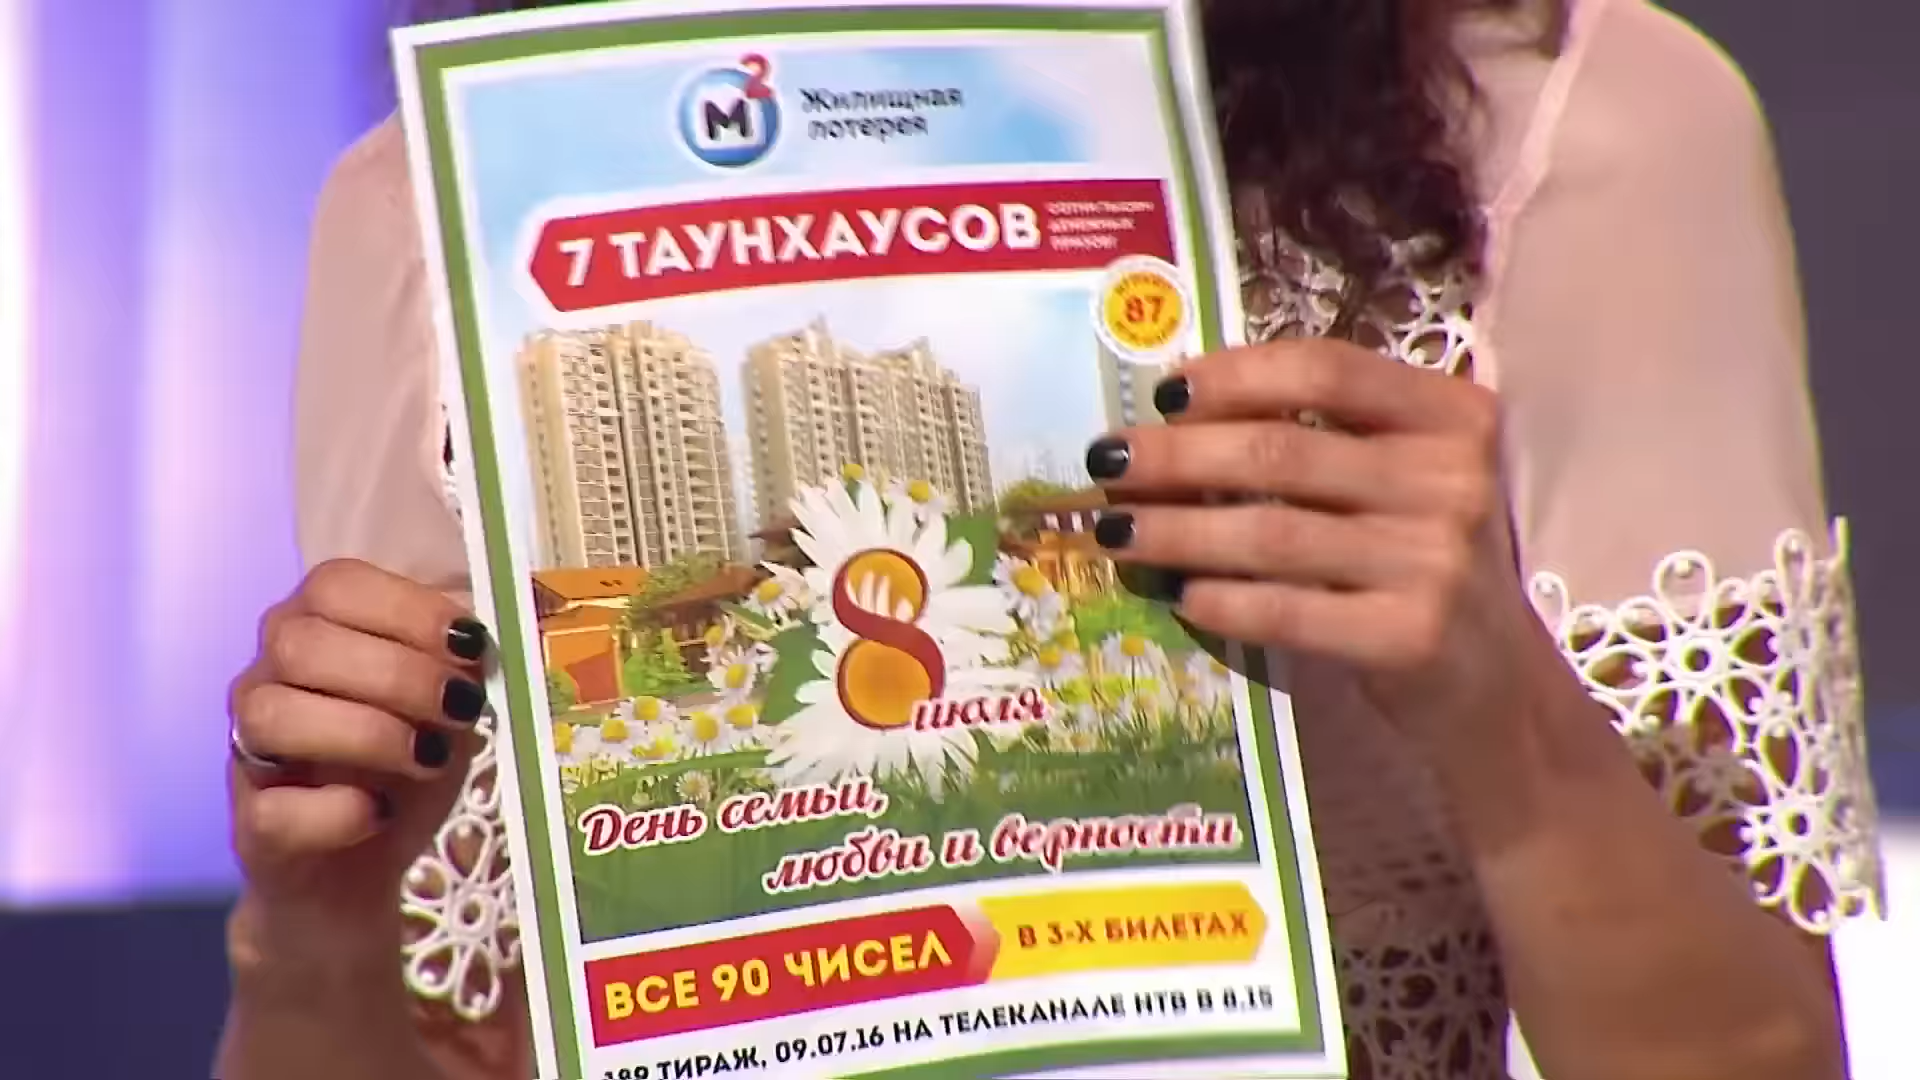 М2
Жилищная
лотерея
7 ТАУНХАУСОВ
87
8
июля
День семьи,
любви и верности
ВСЕ 90 ЧИСЕЛ
В 3-Х БИЛЕТАХ
189 ТИРАЖ, 09.07.16 НА ТЕЛЕКАНАЛЕ НТВ В 8.15